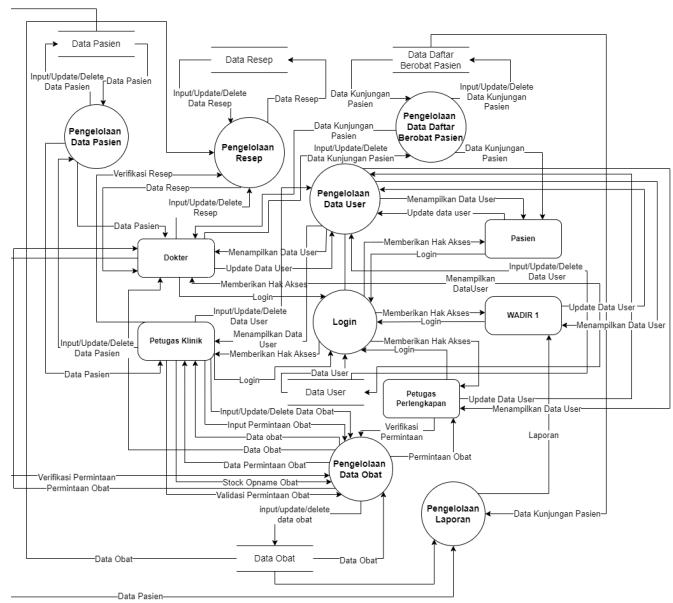 Data Pasien
Data Resep
Data Daftar
Berobat Pasien
Input/Update/Delete
Data Pasien
Data Pasien
Input/Update/Delete
Data Resep
Data Resep
Data Kunjungan
Pasien
Input/Update/Delete
Data Kunjungan
Pasien
Pengelolaan
Data Pasien
Pengelolaan
Resep
Pengelolaan
Data Daftar
Berobat Pasien
Data Kunjungan
Pasien
Input/Update/Delete
Data Kunjungan Pasien
Data Kunjungan
Pasien
Verifikasi Resep
Data Resep
Input/Update/Delete
Resep
Pengelolaan
Data User
Menampilkan Data User
Update data user
Data Pasien
Pasien
Dokter
Menampilkan Data User
Update Data User
Memberikan Hak Akses
Login
Memberikan Hak Akses
Login
Menampilkan
DataUser
Input/Update/Delete
Data User
Input/Update/Delete
Data User
Login
Memberikan Hak Akses
Login
WADIR 1
Update Data User
Menampilkan Data User
Petugas Klinik
Menampilkan Data
User
Memberikan Hak Akses
Login
Memberikan Hak Akses
Login
Input/Update/Delete
Data Pasien
Data Pasien
Data User
Data User
Petugas
Perlengkapan
Update Data User
Menampilkan Data User
Input/Update/Delete Data Obat
Input Permintaan Obat
Data obat
Data Obat
Data Permintaan Obat
Verifikasi
Permintaan
Permintaan Obat
Laporan
Pengelolaan
Data Obat
Verifikasi Permintaan
Permintaan Obat
Stock Opname Obat
Validasi Permintaan Obat
input/update/delete
data obat
Pengelolaan
Laporan
Data Kunjungan Pasien
Data Obat
Data Obat
Data Obat
Data Pasien